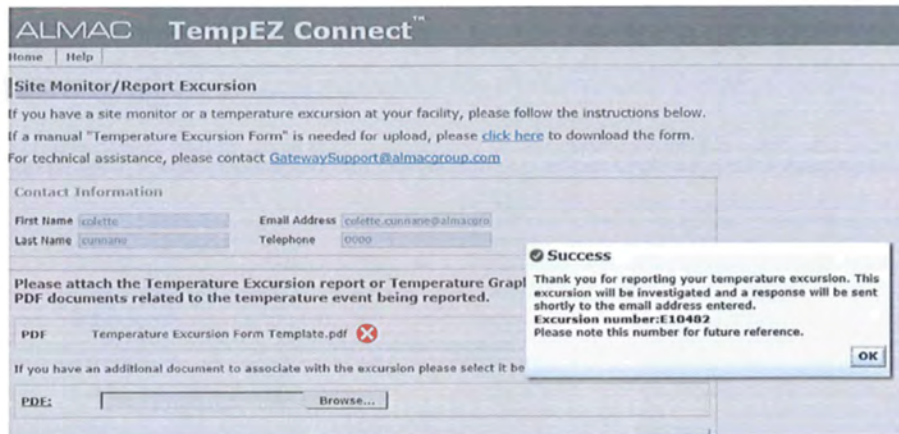 ALMAC TempEZ Connect™
Home Help
Site Monitor/Report Excursion
If you have a site monitor or a temperature excursion at your facility, please follow the instructions below.
If a manual "Temperature Excursion Form" is needed for upload, please click here to download the form.
For technical assistance, please contact GatewaySupport@almacgroup.com
Contact Information
First Name colette Email Address colette.cunnane@almacgro
Last Name cunnane Telephone 0000
Please attach the Temperature Excursion report or Temperature Grap
PDF documents related to the temperature event being reported.
PDF Temperature Excursion Form Template.pdf
If you have an additional document to associate with the excursion please select it be
PDF: Browse...
Success
Thank you for reporting your temperature excursion. This
excursion will be investigated and a response will be sent
shortly to the email address entered.
Excursion number:E10482
Please note this number for future reference.
OK